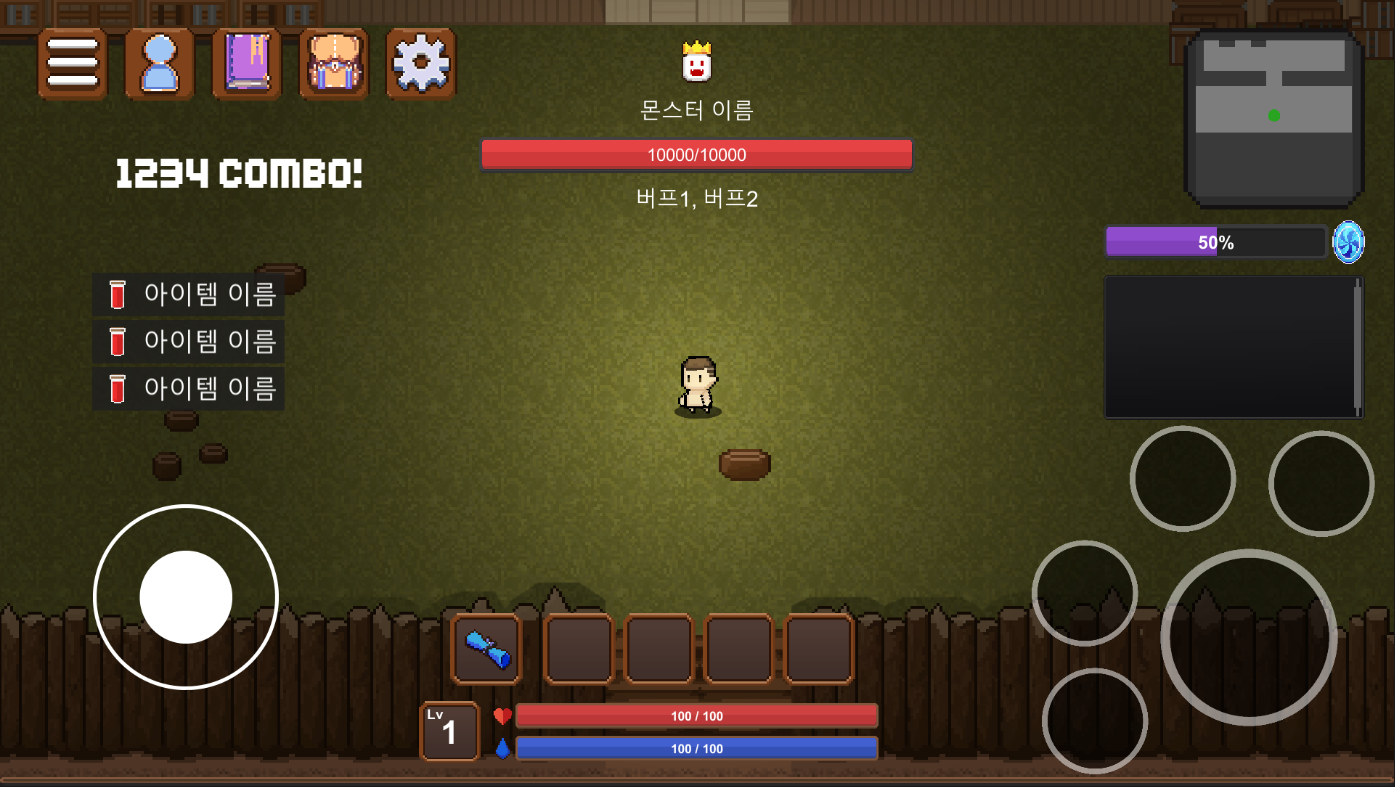 몬스터 이름
10000/10000
버프1, 버프2
1234 COMBO!
50%
아이템 이름
아이템 이름
아이템 이름
Lv
1
100 / 100
100 / 100